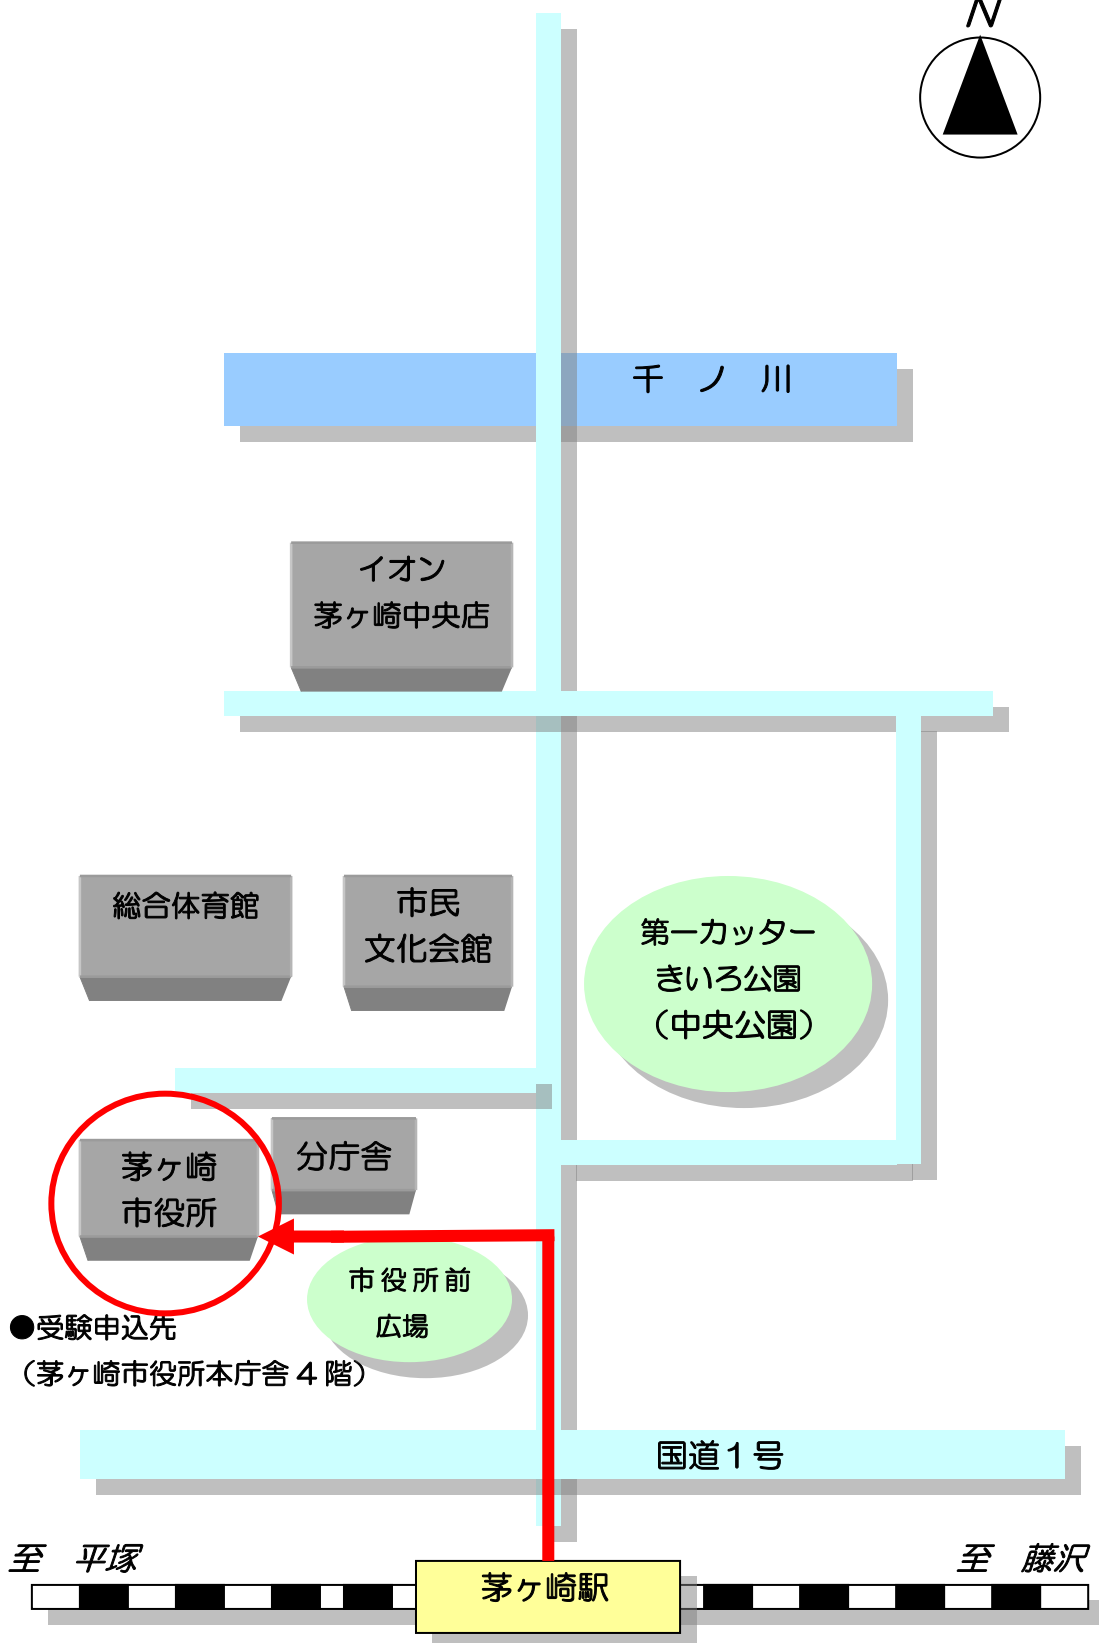 N
千　ノ　川
イオン
茅ヶ崎中央店
総合体育館
市民
文化会館
第一カッター
きいろ公園
（中央公園）
茅ヶ崎
市役所
分庁舎
市役所前
広場
●受験申込先
（茅ヶ崎市役所本庁舎４階）
国道１号
至　平塚
至　藤沢
茅ヶ崎駅